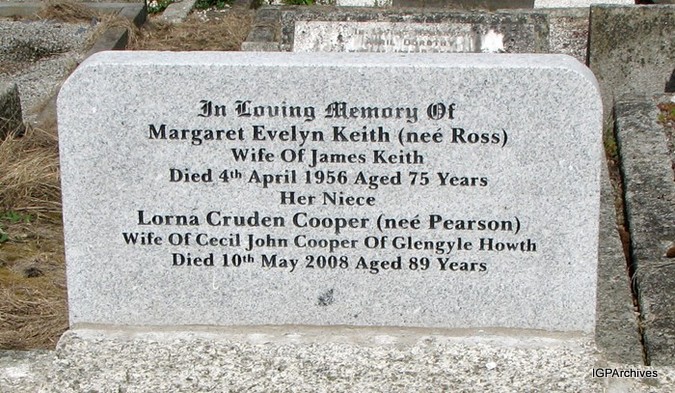 In Loving Memory Of
Margaret Evelyn Keith (neé Ross)
Wife Of James Keith
Died 4th April 1956 Aged 75 Years
Her Niece
Lorna Cruden Cooper (neé Pearson)
Wife Of Cecil John Cooper Of Glengyle Howth
Died 10th May 2008 Aged 89 Years
DOROTHY
IGPArchives